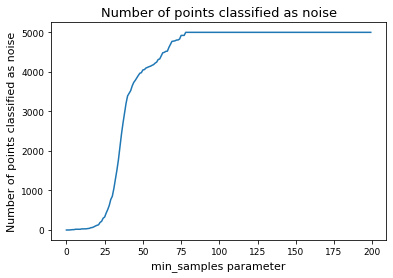 Number of points classified as noise
Number of points classified as noise
5000
4000
3000
2000
1000
0
0 25 50 75 100 125 150 175 200
min_samples parameter